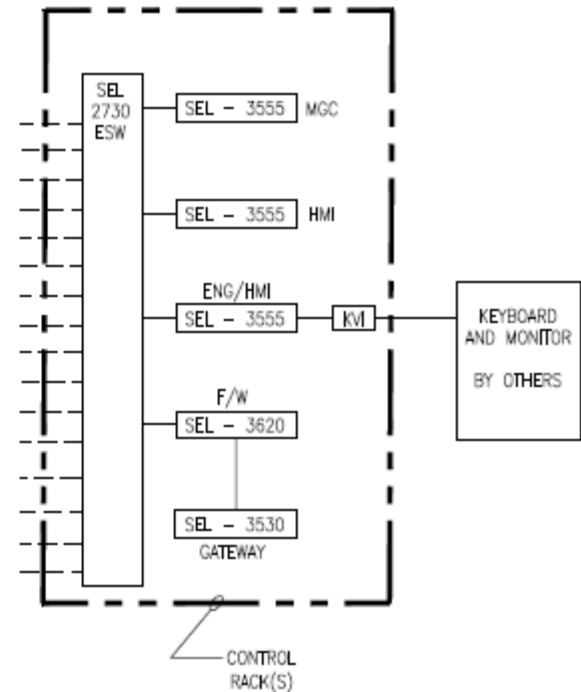 SEL
2730
ESW
SEL - 3555 MGC
SEL - 3555 HMI
ENG/HMI
SEL - 3555
KVI
KEYBOARD
AND MONITOR
BY OTHERS
F/W
SEL - 3620
SEL - 3530
GATEWAY
CONTROL
RACK(S)